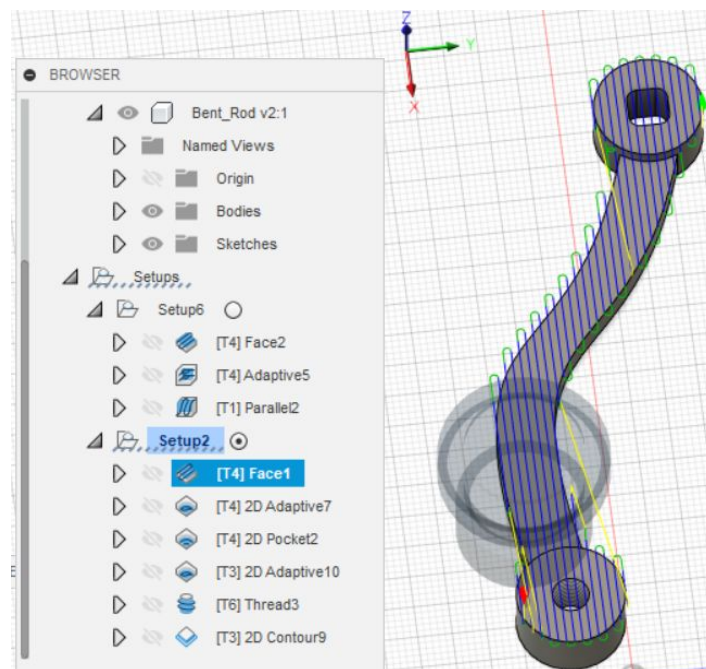 Z
Y
X
BROWSER
Bent_Rod v2:1
Named Views
Origin
Bodies
Sketches
Setups
Setup6
[T4] Face2
[T4] Adaptive5
[T1] Parallel2
Setup2
[T4] Face1
[T4] 2D Adaptive7
[T4] 2D Pocket2
[T3] 2D Adaptive10
[T6] Thread3
[T3] 2D Contour9